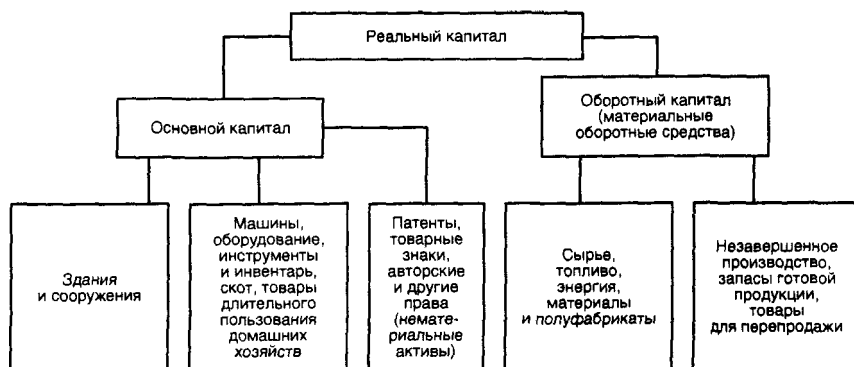 Реальный капитал
Основной капитал
Оборотный капитал
(материальные
оборотные средства)
Здания
и сооружения
Машины,
оборудование,
инструменты
и инвентарь,
скот, товары
длительного
пользования
домашних
хозяйств
Патенты,
товарные
знаки,
авторские
и другие
права
(немате-
риальные
активы)
Сырье,
топливо,
энергия,
материалы
и полуфабрикаты
Незавершенное
производство,
запасы готовой
продукции,
товары
для перепродажи